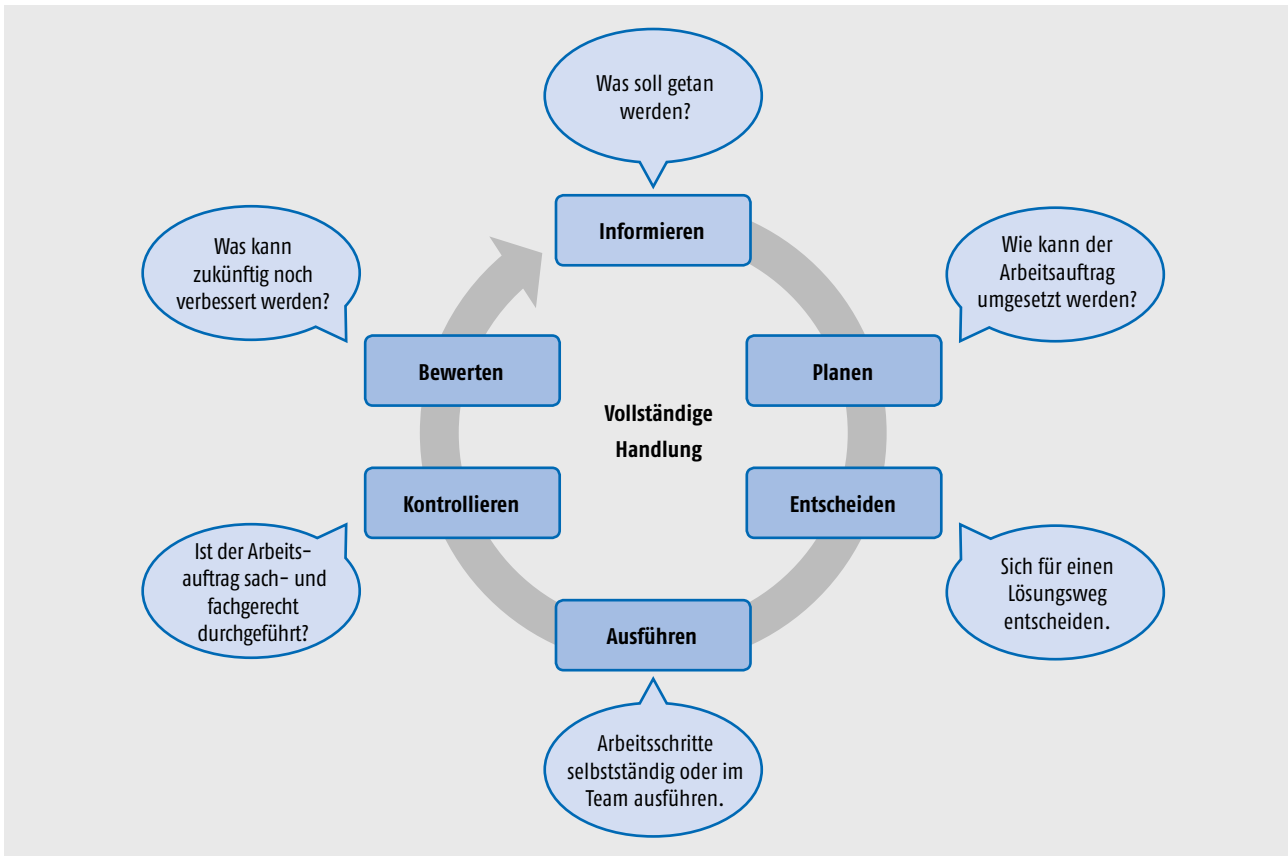 Was soll getan
werden?
Informieren
Wie kann der
Arbeitsauftrag
umgesetzt werden?
Planen
Entscheiden
Sich für einen
Lösungsweg
entscheiden.
Ausführen
Arbeitsschritte
selbstständig oder im
Team ausführen.
Kontrollieren
Ist der Arbeits-
auftrag sach- und
fachgerecht
durchgeführt?
Bewerten
Was kann
zukünftig noch
verbessert werden?
Vollständige
Handlung